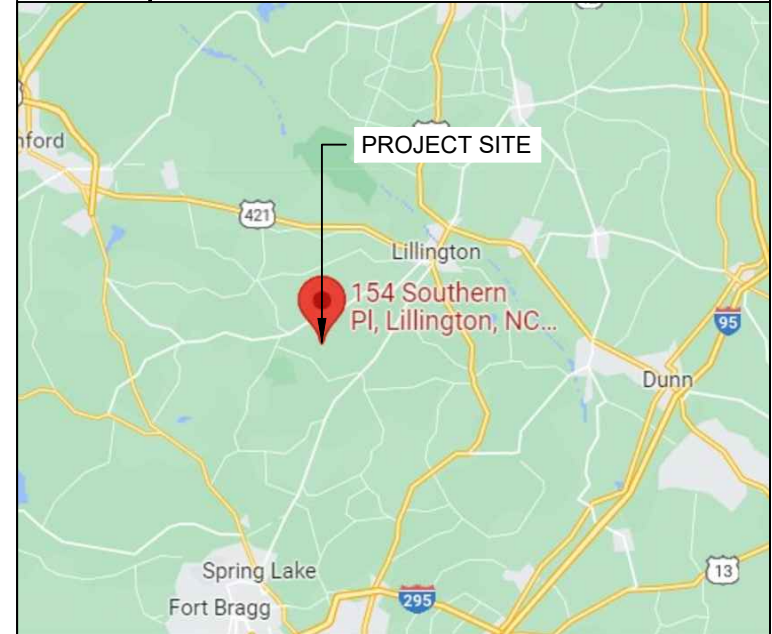 nford
PROJECT SITE
421
Lillington
154 Southern
Pl, Lillington, NC...
95
Dunn
Spring Lake
13
Fort Bragg
295